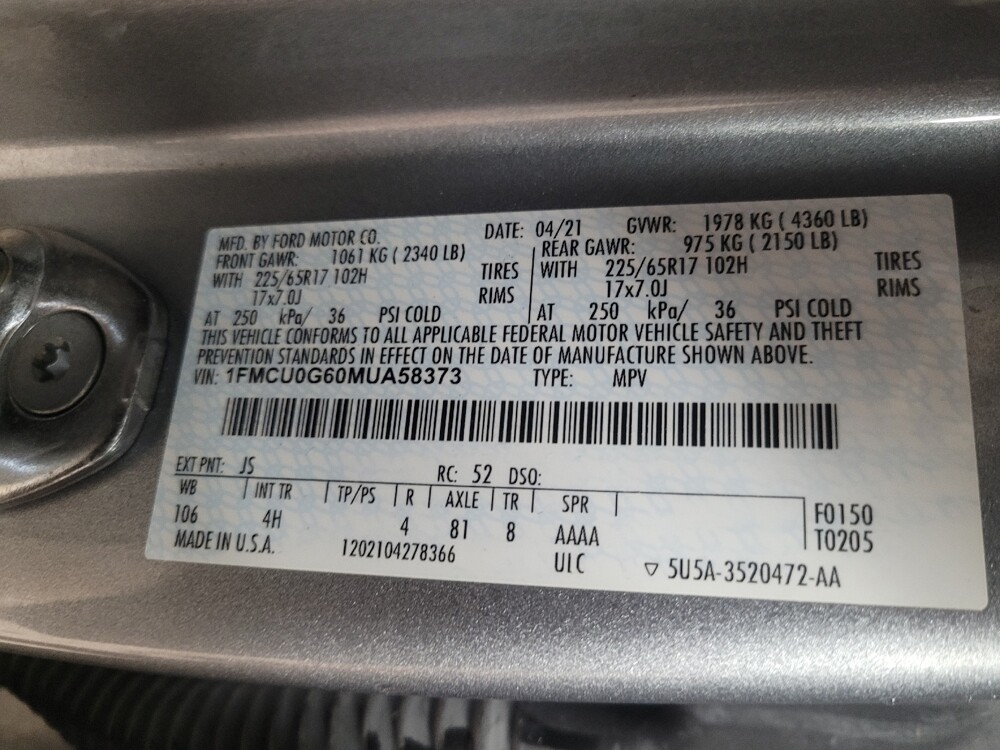 MFD. BY FORD MOTOR CO. DATE: 04/21 GVWR: 1978 KG ( 4360 LB)
FRONT GAWR: 1061 KG ( 2340 LB) REAR GAWR: 975 KG ( 2150 LB)
WITH 225/65R17 102H TIRES WITH 225/65R17 102H TIRES
17x7.0J RIMS 17x7.0J RIMS
AT 250 kPa/ 36 PSI COLD AT 250 kPa/ 36 PSI COLD
THIS VEHICLE CONFORMS TO ALL APPLICABLE FEDERAL MOTOR VEHICLE SAFETY AND THEFT
PREVENTION STANDARDS IN EFFECT ON THE DATE OF MANUFACTURE SHOWN ABOVE.
VIN: 1FMCU0G60MUA58373 TYPE: MPV
EXT PNT: JS RC: 52 DSO:
WB INT TR TP/PS R AXLE TR SPR F0150
106 4H 4 81 8 AAAA T0205
MADE IN U.S.A. 1202104278366 UIC ▽ 5U5A-3520472-AA